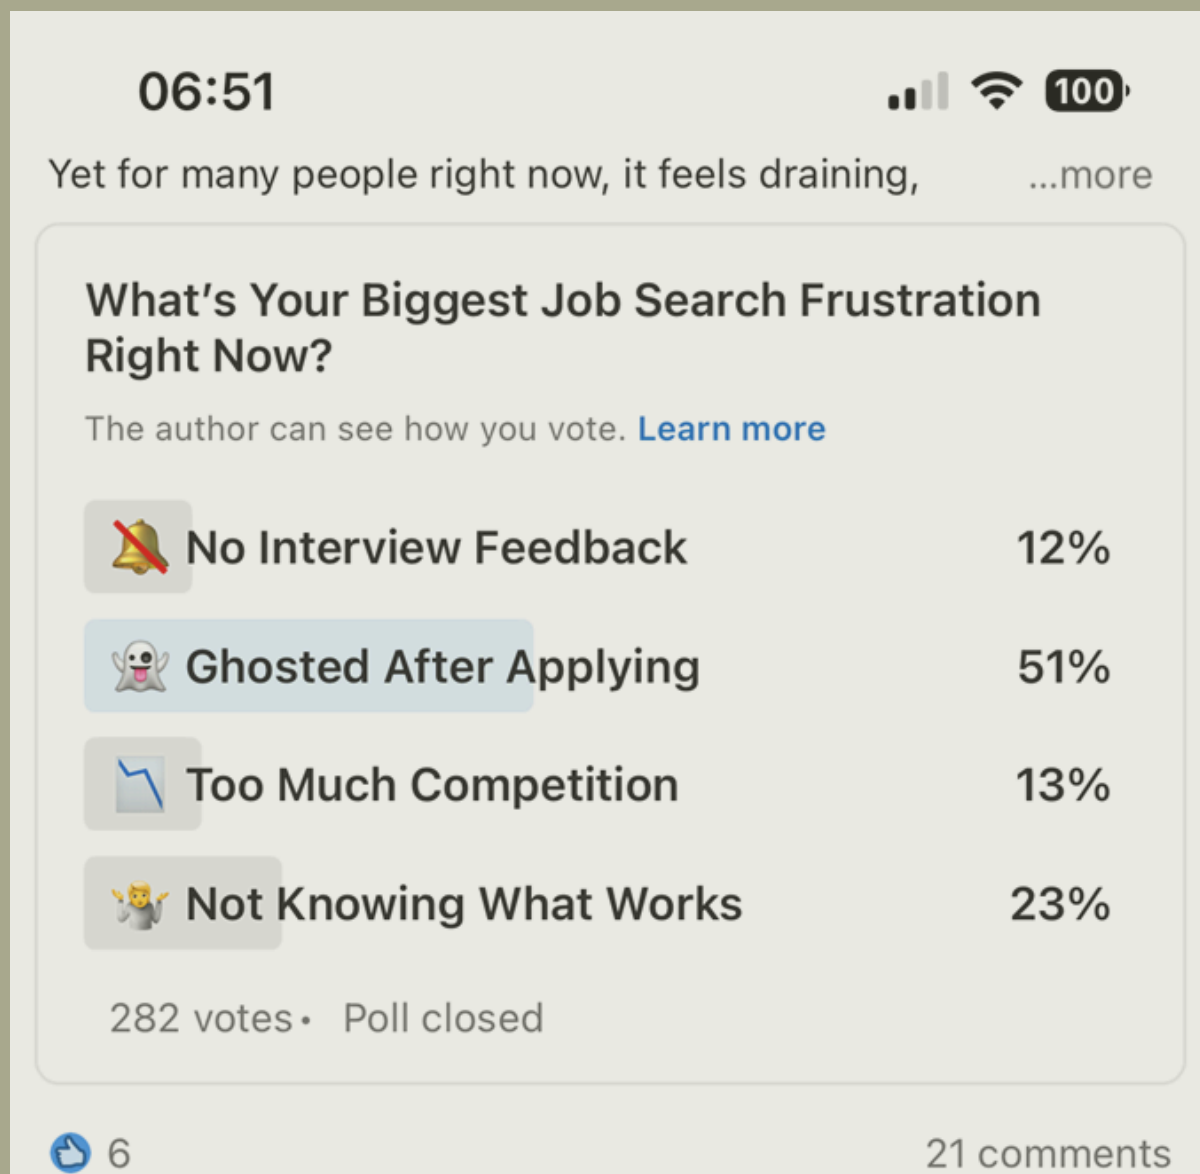 06:51
100
Yet for many people right now, it feels draining, ...more
What's Your Biggest Job Search Frustration
Right Now?
The author can see how you vote. Learn more
No Interview Feedback 12%
Ghosted After Applying 51%
Too Much Competition 13%
Not Knowing What Works 23%
282 votes • Poll closed
6 21 comments